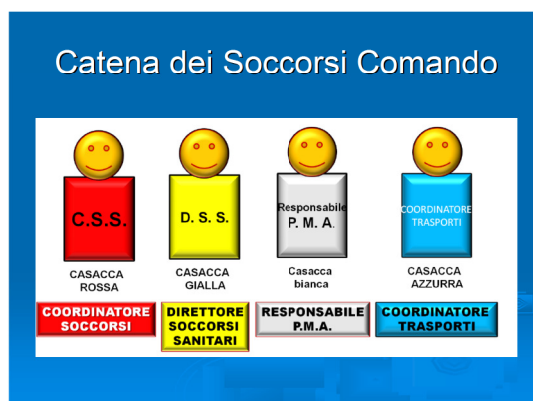 Catena dei Soccorsi Comando
C.S.S.
D. S. S.
Responsabile
P. M. A.
COORDINATORE
TRASPORTI
CASACCA
ROSSA
CASACCA
GIALLA
Casacca
bianca
CASACCA
AZZURRA
COORDINATORE
SOCCORSI
DIRETTORE
SOCCORSI
SANITARI
RESPONSABILE
P.M.A.
COORDINATORE
TRASPORTI